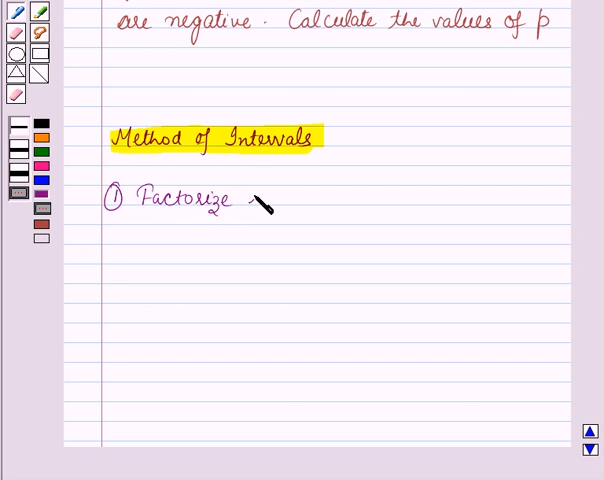 are negative. Calculate the values of p
Method of Intervals
① Factorize